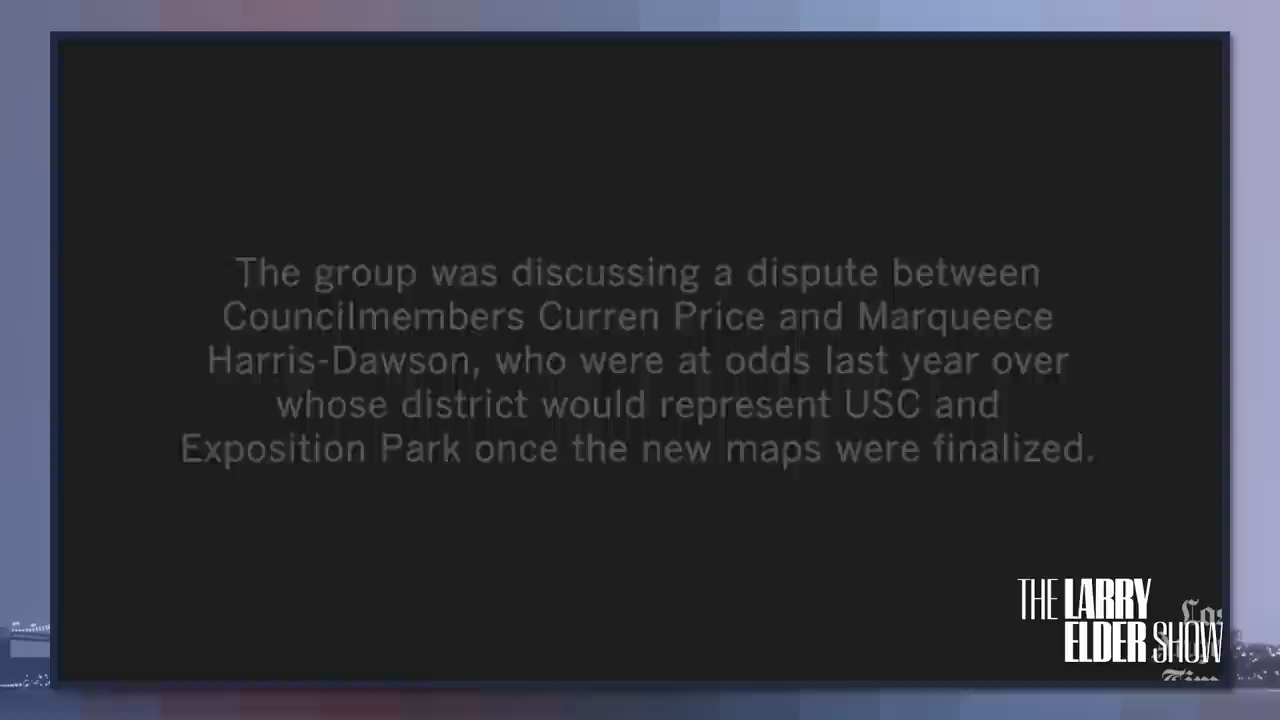 The group was discussing a dispute between
Councilmembers Curren Price and Marqueece
Harris-Dawson, who were at odds last year over
whose district would represent USC and
Exposition Park once the new maps were finalized.
THE LARRY
ELDER SHOW